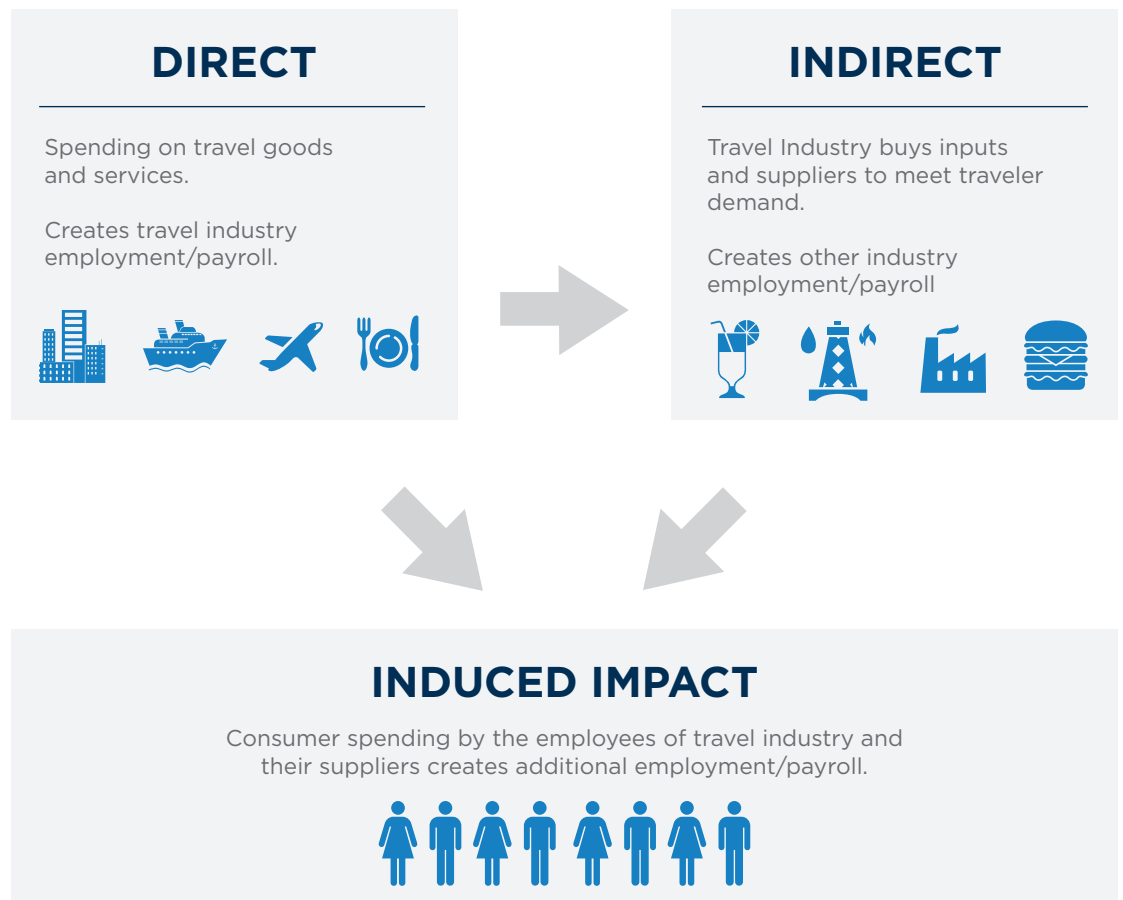 DIRECT
Spending on travel goods
and services.
Creates travel industry
employment/payroll.
INDIRECT
Travel Industry buys inputs
and suppliers to meet traveler
demand.
Creates other industry
employment/payroll
INDUCED IMPACT
Consumer spending by the employees of travel industry and
their suppliers creates additional employment/payroll.